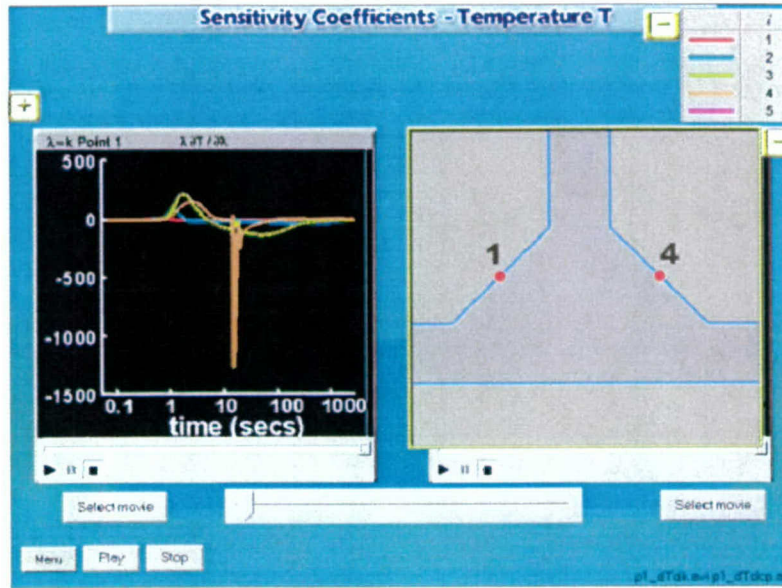 Sensitivity Coefficients - Temperature T
i
1
2
3
4
5
λ=k Point 1 λ ∂T/∂λ
500
0
-500
-1000
-1500
0.1 1 10 100 1000
time (secs)
1 4
Select movie Select movie
Menu Play Stop